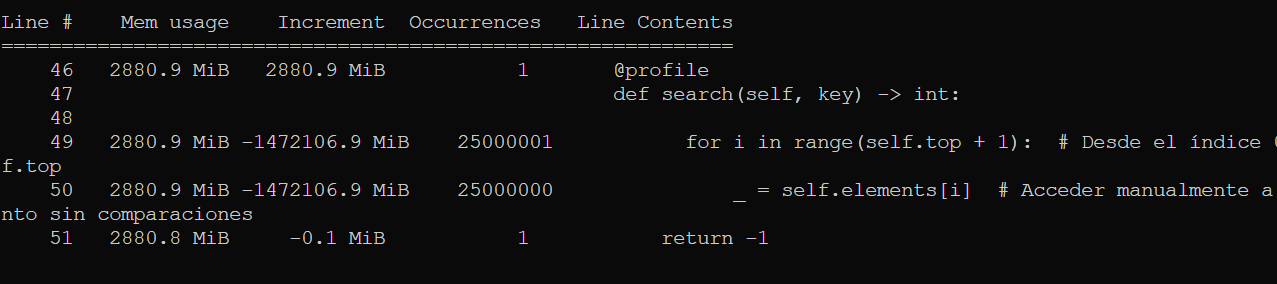 Line #    Mem usage    Increment  Occurrences   Line Contents
=============================================================
    46   2880.9 MiB   2880.9 MiB           1       @profile
    47                                             def search(self, key) -> int:
    48
    49   2880.9 MiB -1472106.9 MiB    25000001           for i in range(self.top + 1):  # Desde el índice
f.top
    50   2880.9 MiB -1472106.9 MiB    25000000               _ = self.elements[i]  # Acceder manualmente a
nto sin comparaciones
    51   2880.8 MiB     -0.1 MiB           1           return -1